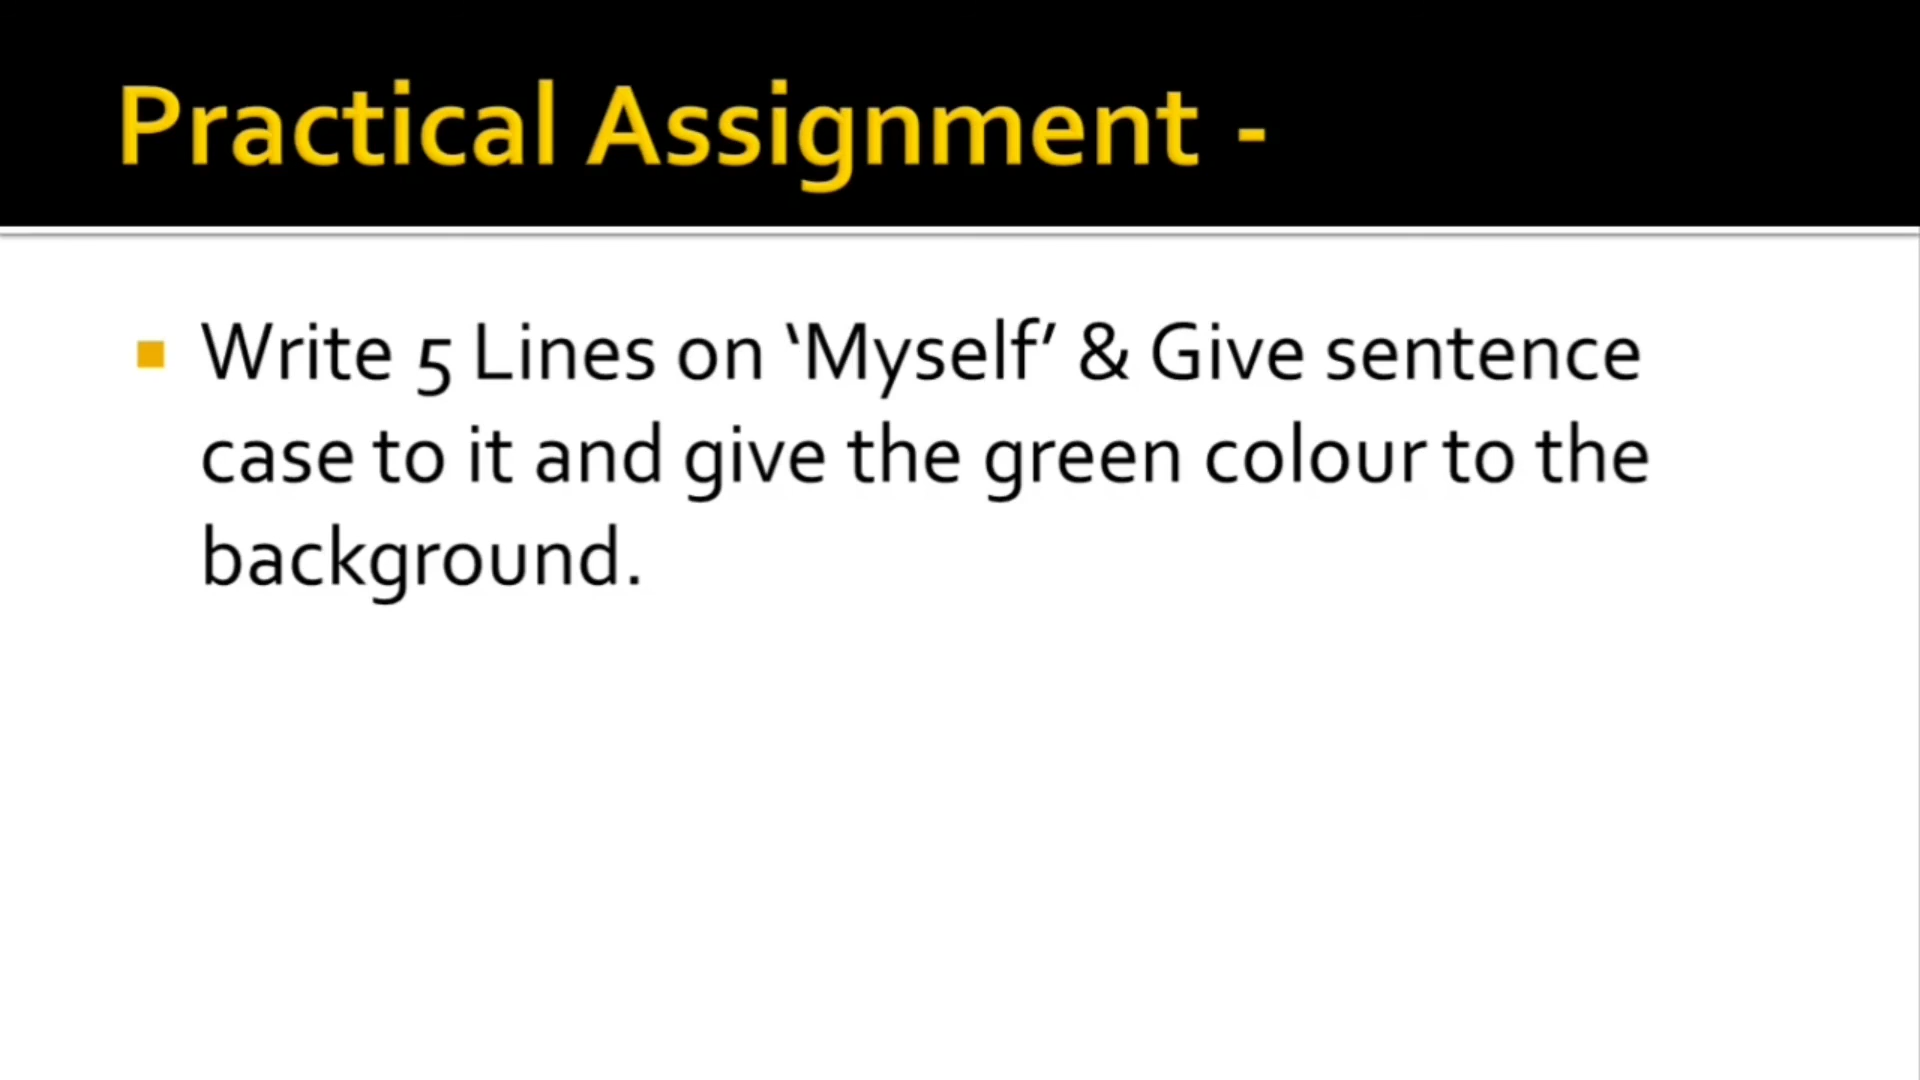 Practical Assignment -
Write 5 Lines on ‘Myself’ & Give sentence
case to it and give the green colour to the
background.